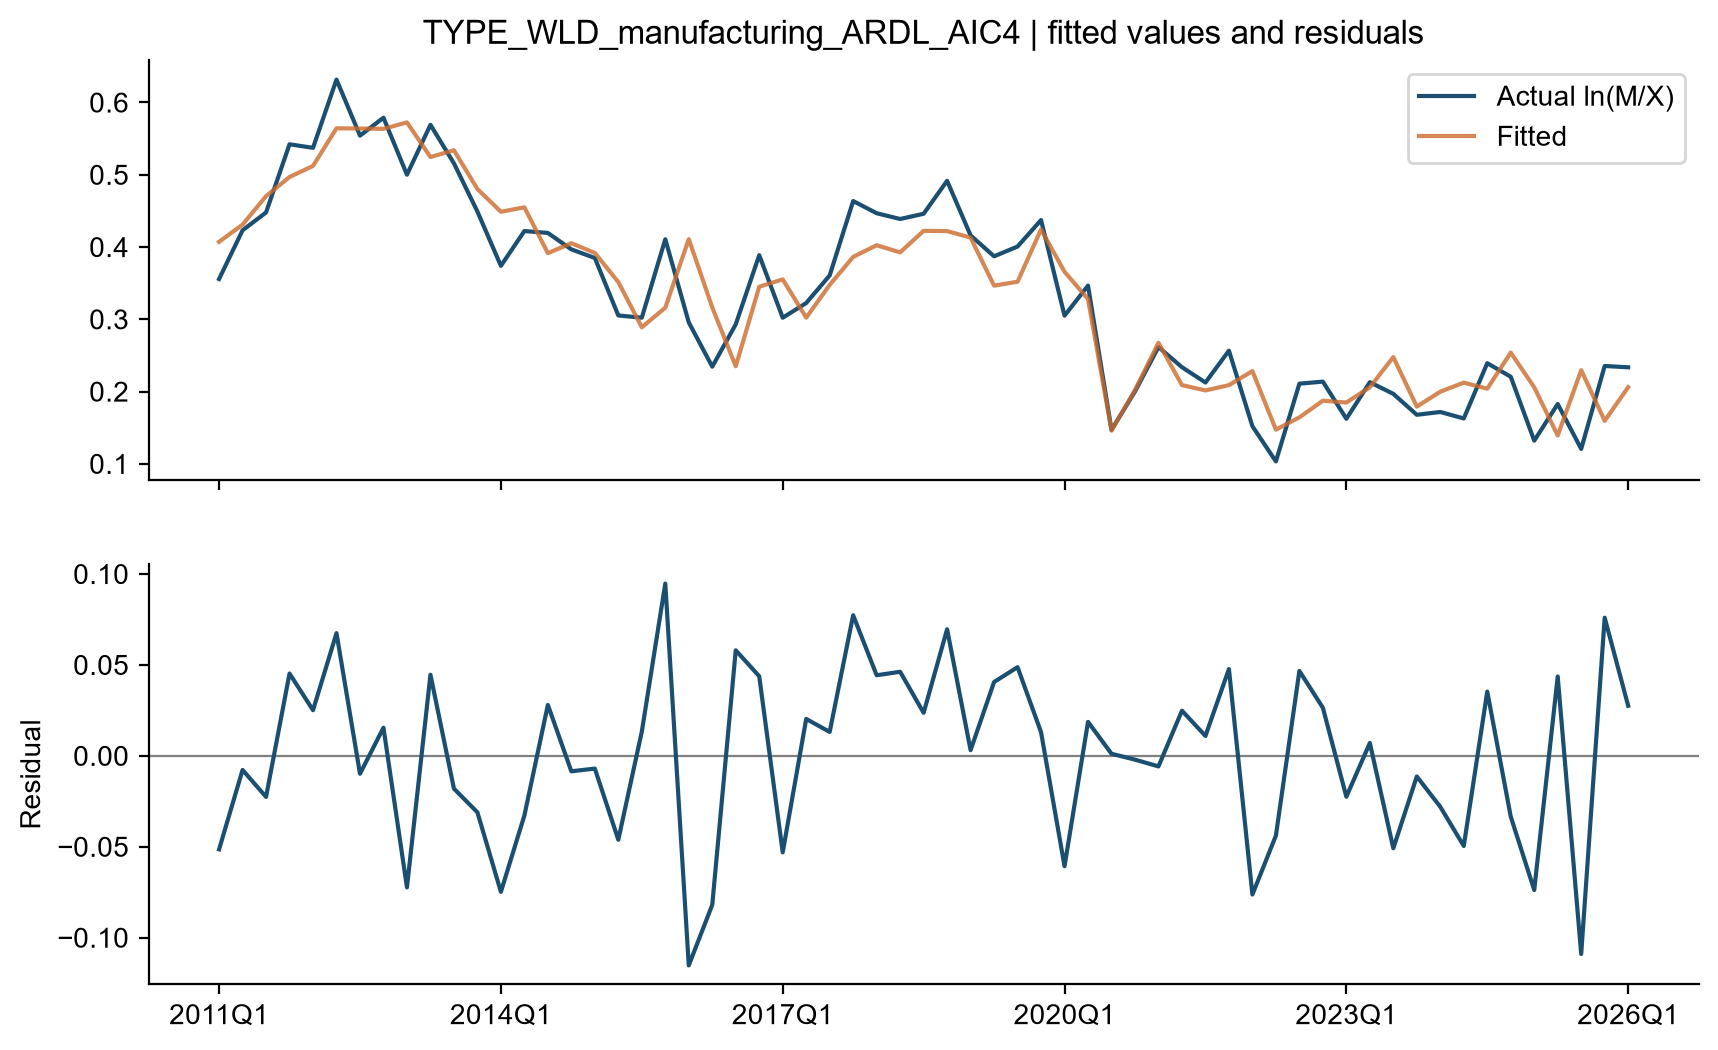 TYPE_WLD_manufacturing_ARDL_AIC4 | fitted values and residuals
Actual ln(M/X)
Fitted
0.6
0.5
0.4
0.3
0.2
0.1
Residual
0.10
0.05
0.00
−0.05
−0.10
2011Q1
2014Q1
2017Q1
2020Q1
2023Q1
2026Q1